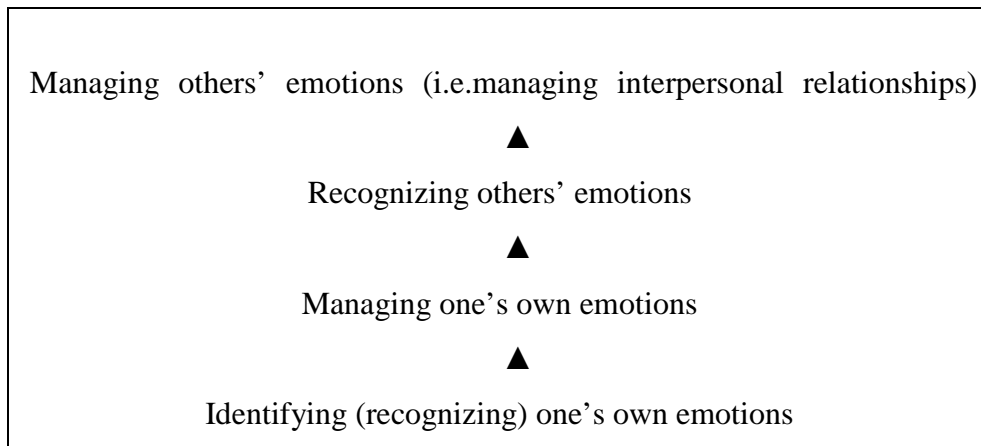 Managing others’ emotions (i.e.managing interpersonal relationships)
▲
Recognizing others’ emotions
▲
Managing one’s own emotions
▲
Identifying (recognizing) one’s own emotions